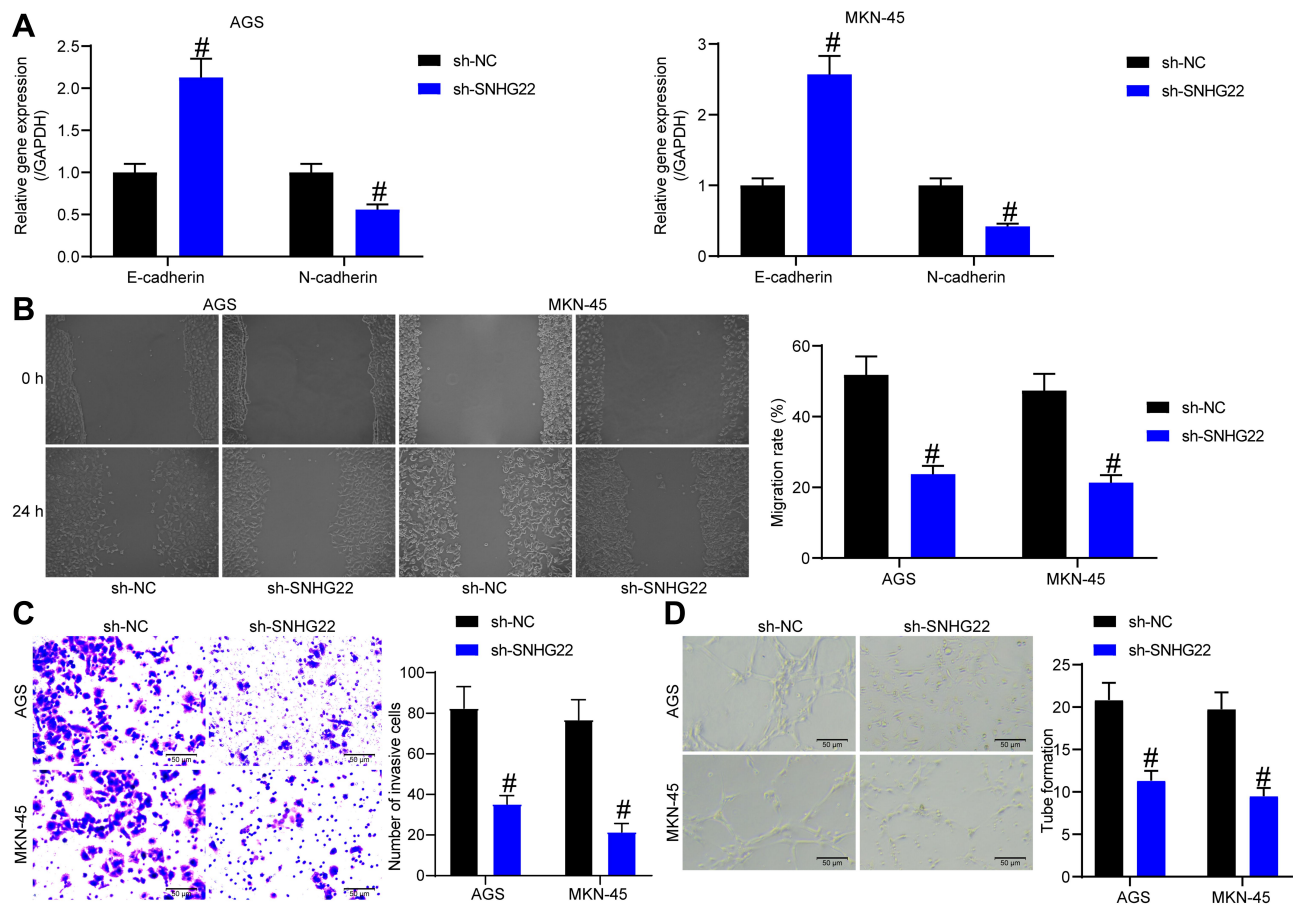 A
AGS
Relative gene expression
(/GAPDH)
2.5
2.0
1.5
1.0
0.5
0.0
E-cadherin
N-cadherin
#
#
sh-NC
sh-SNHG22
MKN-45
Relative gene expression
(/GAPDH)
3
2
1
0
E-cadherin
N-cadherin
#
#
sh-NC
sh-SNHG22
B
AGS
MKN-45
0 h
24 h
sh-NC
sh-SNHG22
sh-NC
sh-SNHG22
Migration rate (%)
60
40
20
0
#
#
AGS
MKN-45
sh-NC
sh-SNHG22
C
sh-NC
sh-SNHG22
AGS
50 μm
50 μm
MKN-45
50 μm
50 μm
sh-NC
sh-SNHG22
Number of invasive cells
100
80
60
40
20
0
#
#
AGS
MKN-45
D
sh-NC
sh-SNHG22
AGS
50 μm
50 μm
MKN-45
50 μm
50 μm
sh-NC
sh-SNHG22
Tube formation
25
20
15
10
5
0
#
#
AGS
MKN-45